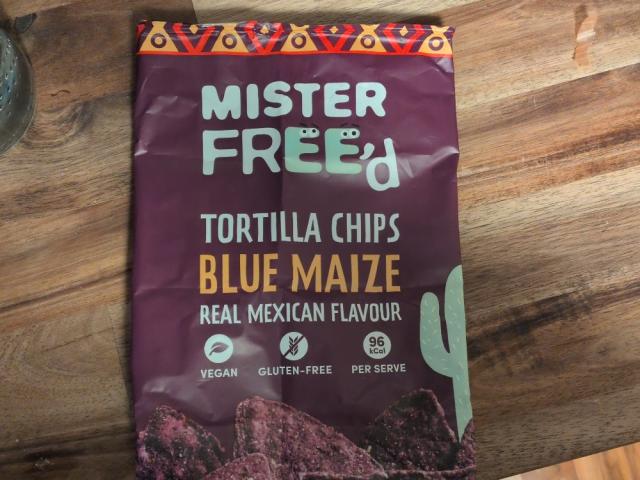 MISTER
FREE'd
TORTILLA CHIPS
BLUE MAIZE
REAL MEXICAN FLAVOUR
96
kCal
VEGAN GLUTEN-FREE PER SERVE